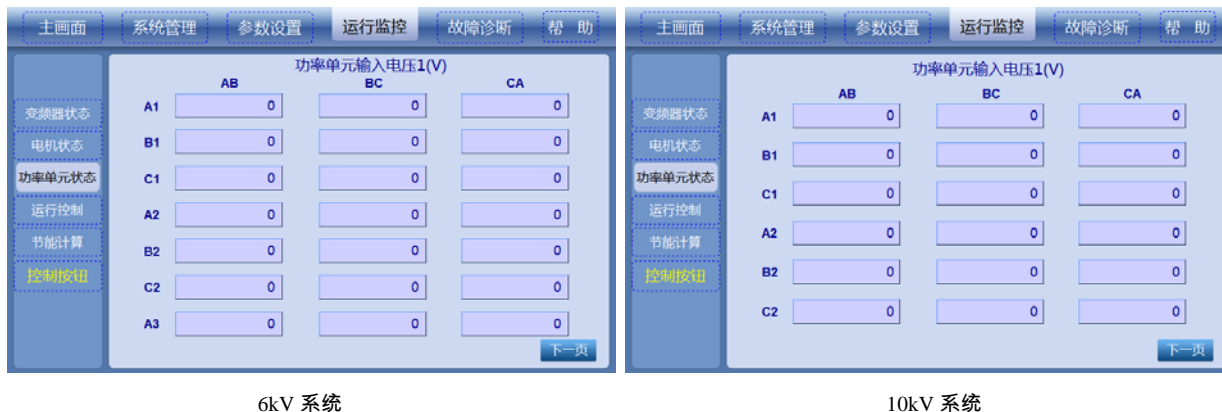 主画面 系统管理 参数设置 运行监控 故障诊断 帮 助
功率单元输入电压1(V)
AB BC CA
变频器状态
电机状态
功率单元状态
运行控制
节能计算
控制按钮
A1 0 0 0
B1 0 0 0
C1 0 0 0
A2 0 0 0
B2 0 0 0
C2 0 0 0
A3 0 0 0
下一页
6kV 系统
主画面 系统管理 参数设置 运行监控 故障诊断 帮 助
功率单元输入电压1(V)
AB BC CA
变频器状态
电机状态
功率单元状态
运行控制
节能计算
控制按钮
A1 0 0 0
B1 0 0 0
C1 0 0 0
A2 0 0 0
B2 0 0 0
C2 0 0 0
下一页
10kV 系统